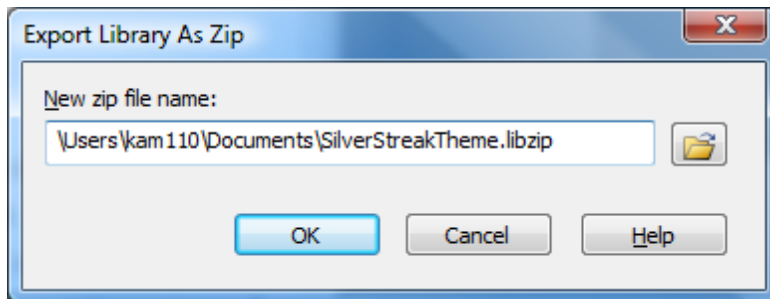 Export Library As Zip
New zip file name:
\Users\kam110\Documents\SilverStreakTheme.libzip
OK Cancel Help